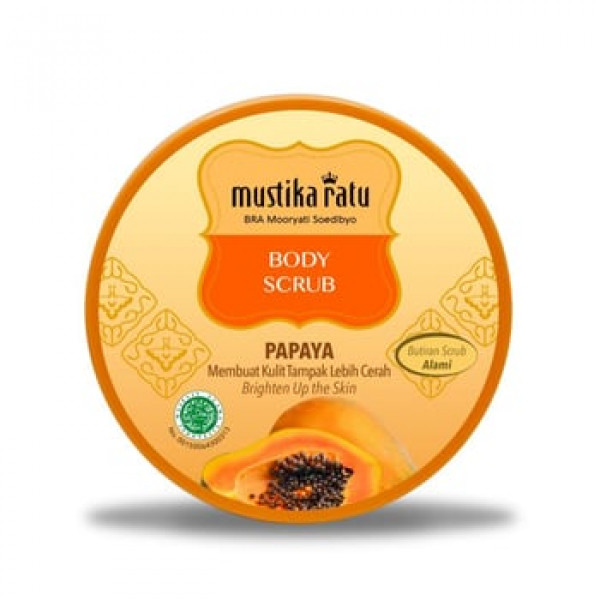 mustika ratu
BRA Mooryati Soedibyo
BODY
SCRUB
PAPAYA
Membuat Kulit Tampak Lebih Cerah
Brighten Up the Skin
Butiran Scrub
Alami